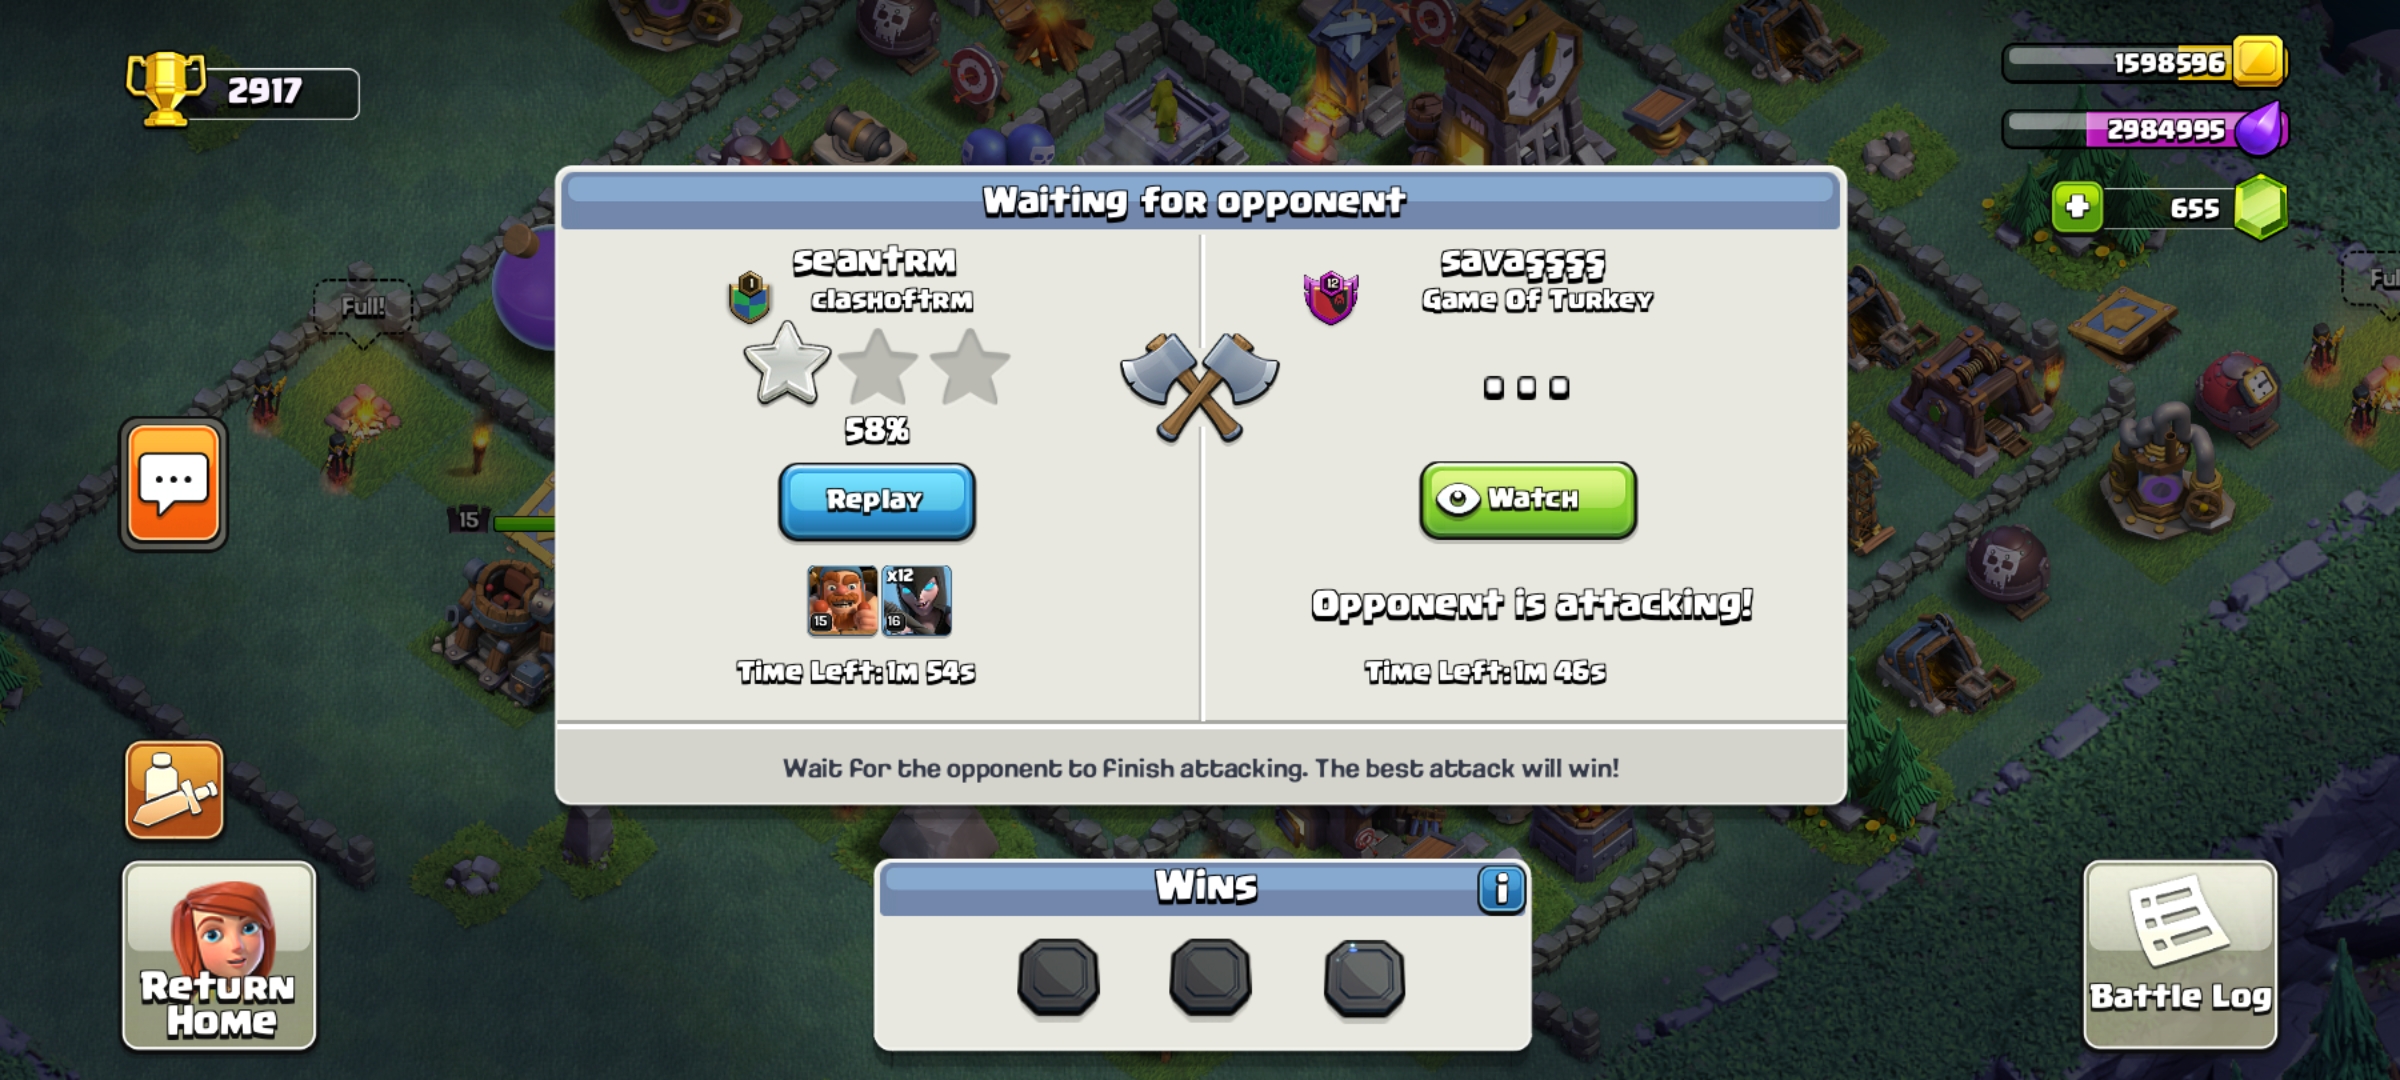 2917
1598596
2984995
655
Full!
15
Waiting for opponent
seantRM
clashoftRM
1
58%
Replay
15
x12
16
Time Left:1m 54s
savaşşşş
Game Of Turkey
12
Watch
Opponent is attacking!
Time Left:1m 46s
Wait for the opponent to finish attacking. The best attack will win!
Wins
i
Return
Home
Battle Log